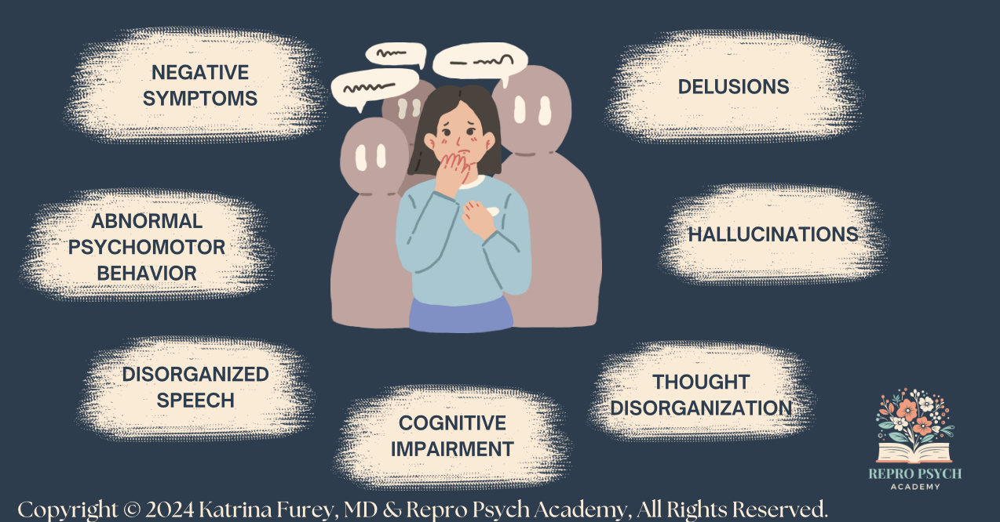 NEGATIVE
SYMPTOMS
DELUSIONS
ABNORMAL
PSYCHOMOTOR
BEHAVIOR
HALLUCINATIONS
DISORGANIZED
SPEECH
THOUGHT
DISORGANIZATION
COGNITIVE
IMPAIRMENT
REPRO PSYCH
ACADEMY
Copyright © 2024 Katrina Furey, MD & Repro Psych Academy, All Rights Reserved.